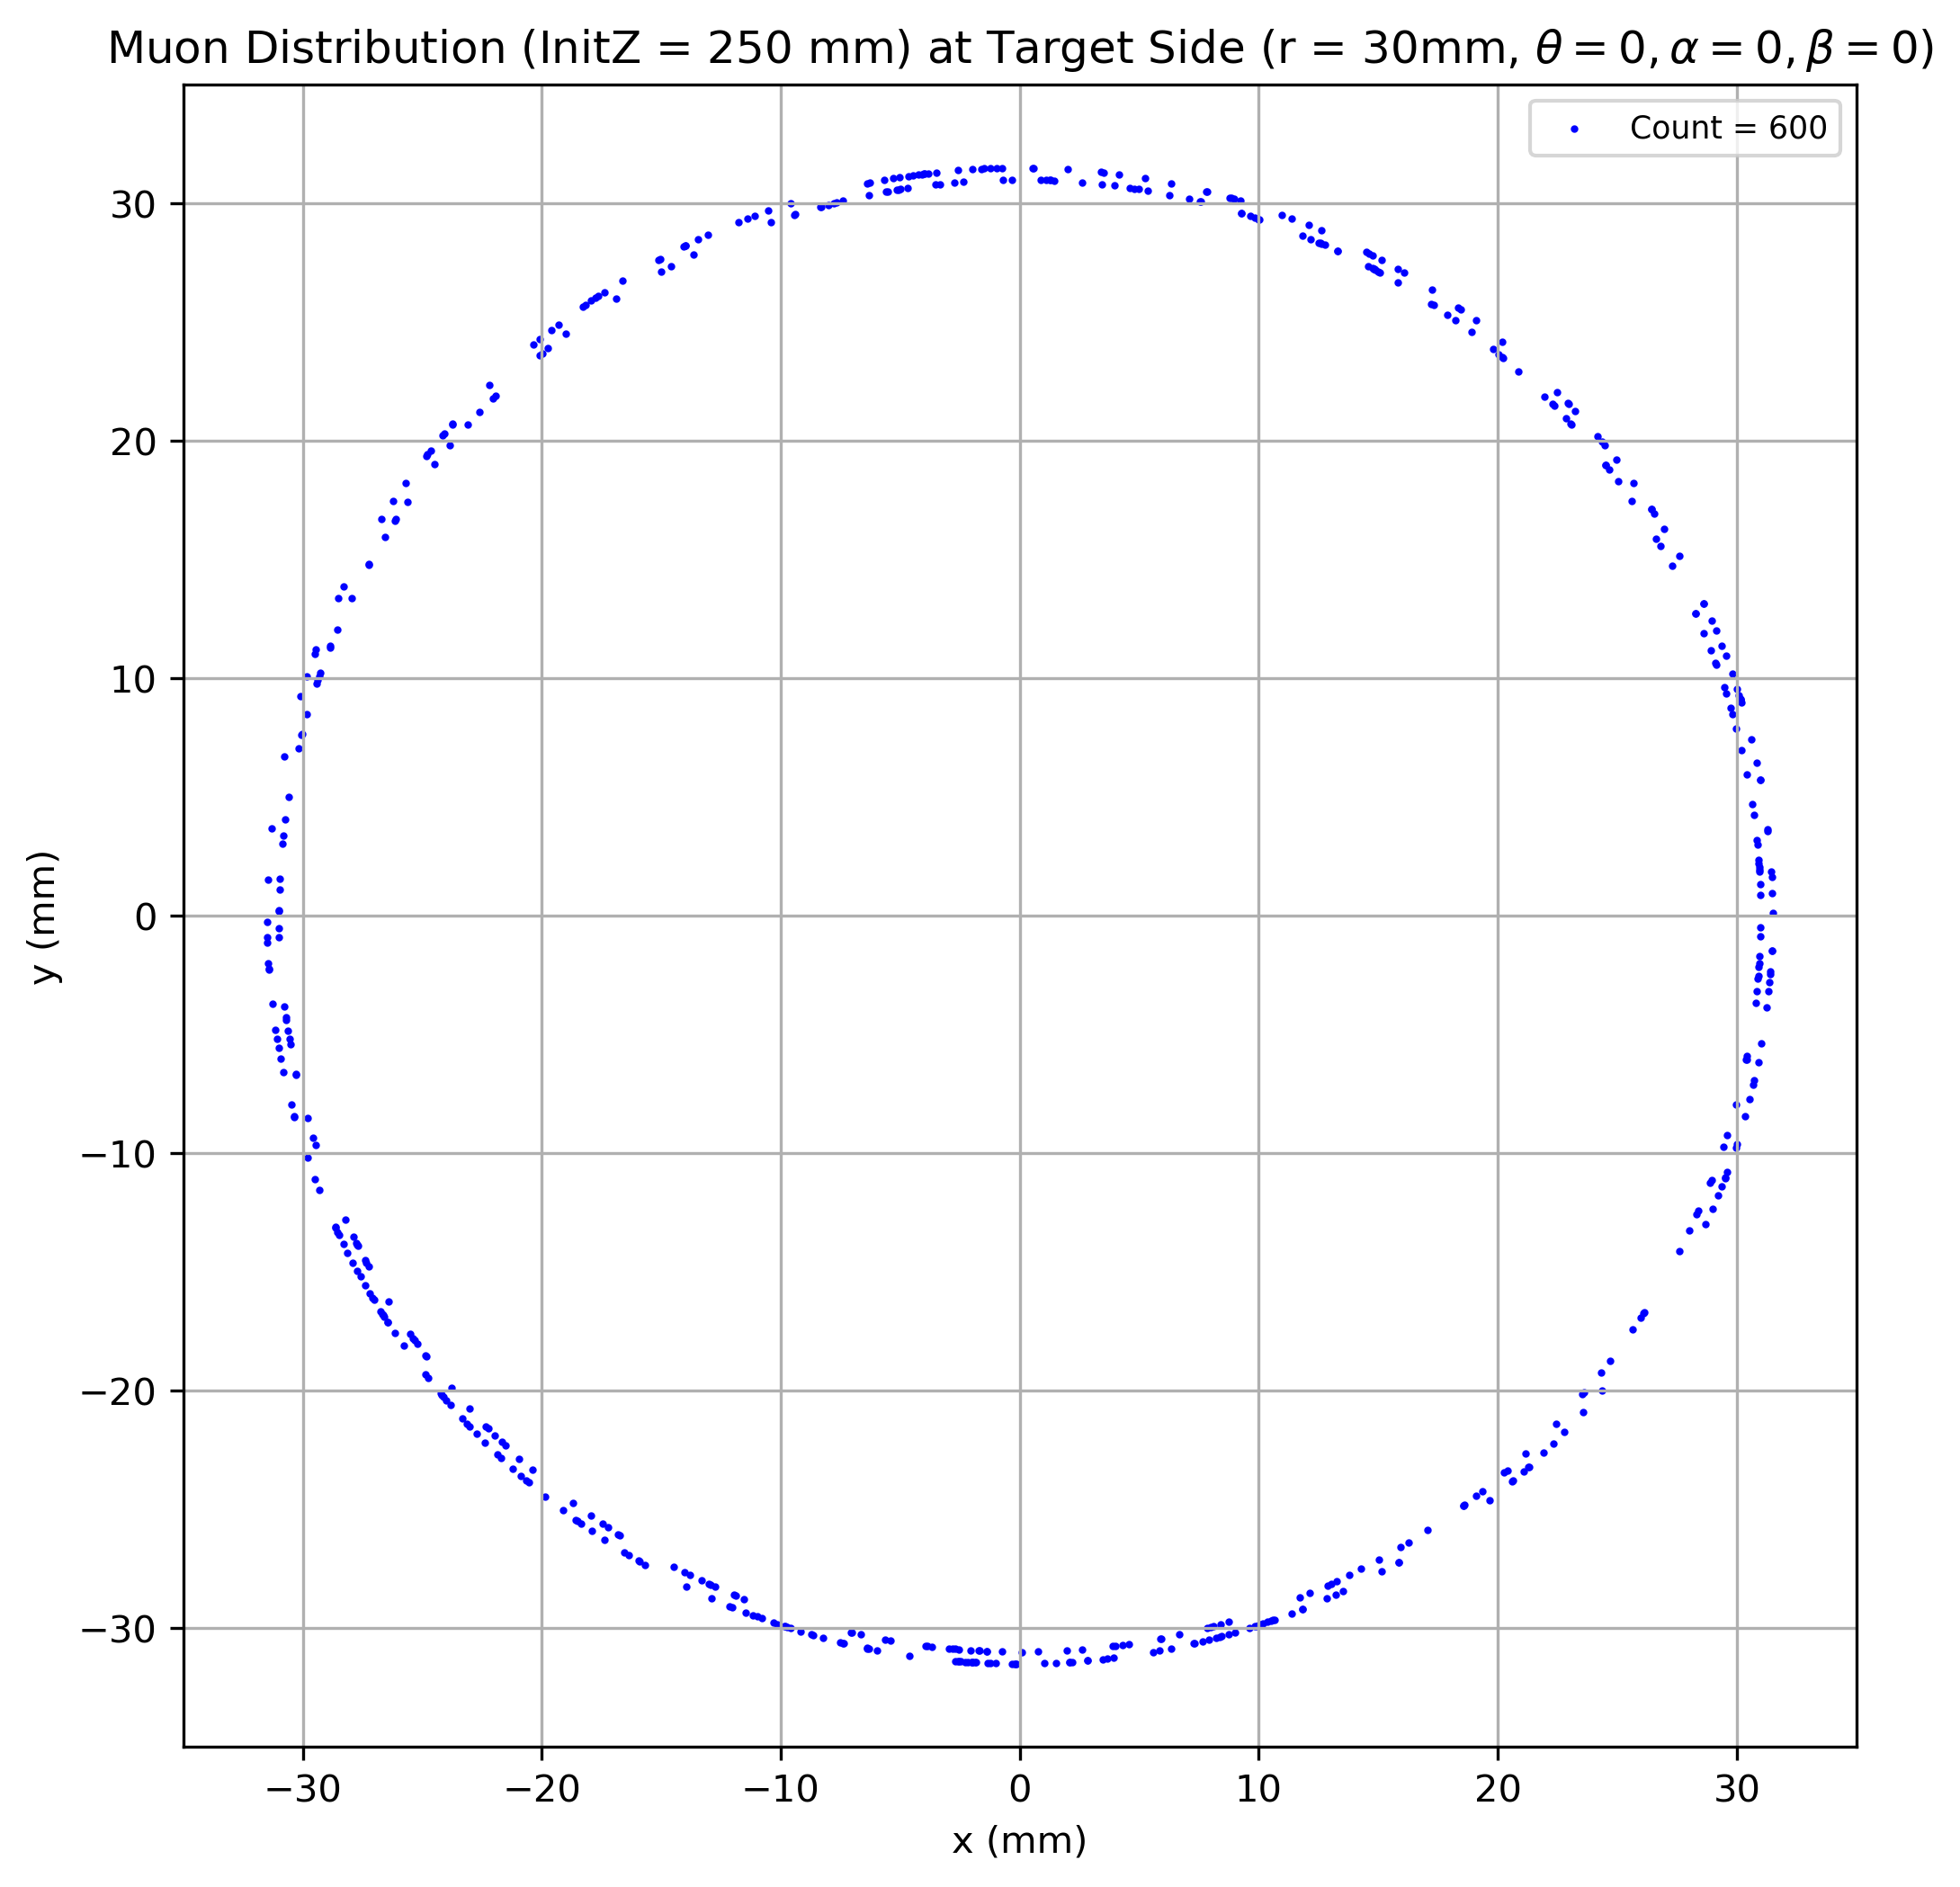 Muon Distribution (InitZ = 250 mm) at Target Side (r = 30mm, θ = 0, α = 0, β = 0)
Count = 600
30
20
10
0
−10
−20
−30
y (mm)
−30 −20 −10 0 10 20 30
x (mm)